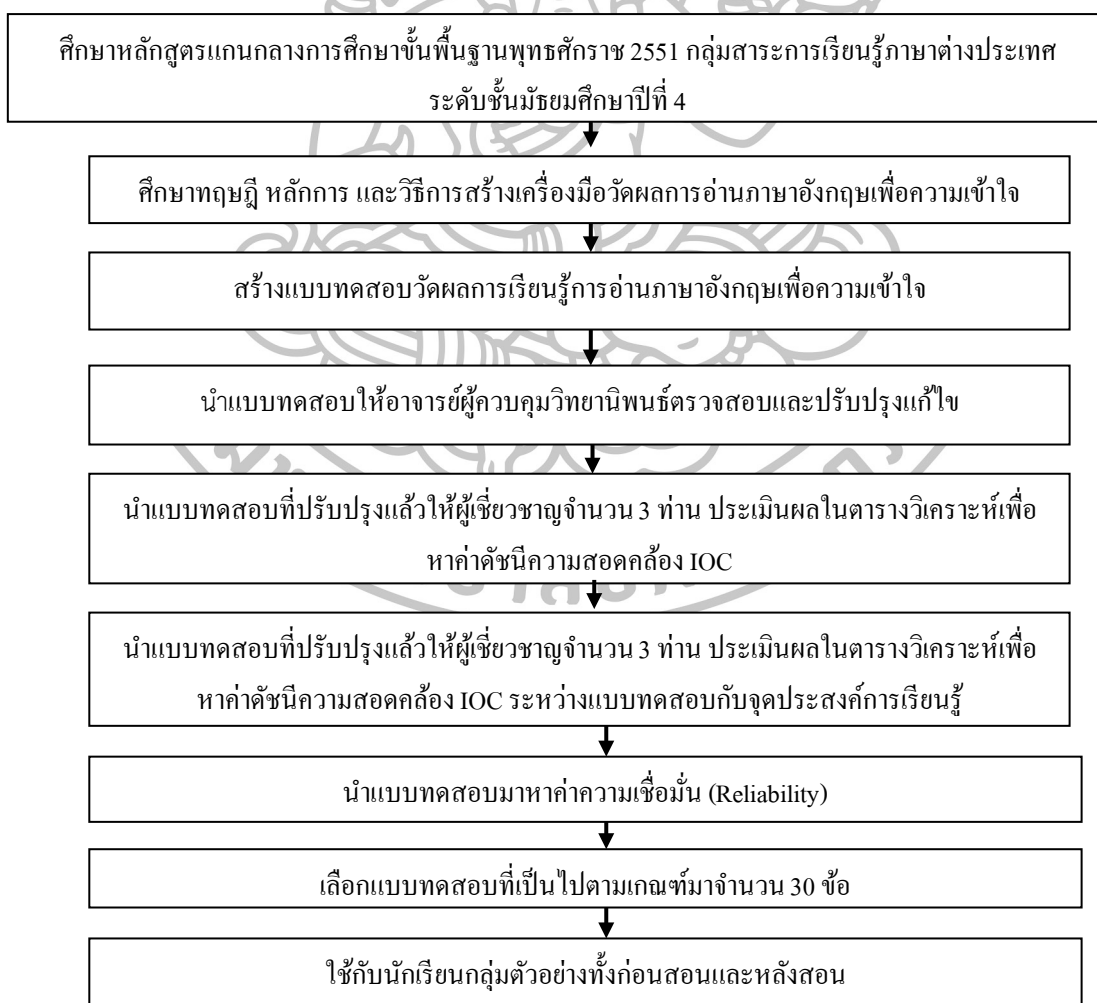 ศึกษาหลักสูตรแกนกลางการศึกษาขั้นพื้นฐานพุทธศักราช 2551 กลุ่มสาระการเรียนรู้ภาษาต่างประเทศ
ระดับชั้นมัธยมศึกษาปีที่ 4
ศึกษาทฤษฎี หลักการ และวิธีการสร้างเครื่องมือวัดผลการอ่านภาษาอังกฤษเพื่อความเข้าใจ
สร้างแบบทดสอบวัดผลการเรียนรู้การอ่านภาษาอังกฤษเพื่อความเข้าใจ
นำแบบทดสอบให้อาจารย์ผู้ควบคุมวิทยานิพนธ์ตรวจสอบและปรับปรุงแก้ไข
นำแบบทดสอบที่ปรับปรุงแล้วให้ผู้เชี่ยวชาญจำนวน 3 ท่าน ประเมินผลในตารางวิเคราะห์เพื่อ
หาค่าดัชนีความสอดคล้อง IOC
นำแบบทดสอบที่ปรับปรุงแล้วให้ผู้เชี่ยวชาญจำนวน 3 ท่าน ประเมินผลในตารางวิเคราะห์เพื่อ
หาค่าดัชนีความสอดคล้อง IOC ระหว่างแบบทดสอบกับจุดประสงค์การเรียนรู้
นำแบบทดสอบมาหาค่าความเชื่อมั่น (Reliability)
เลือกแบบทดสอบที่เป็นไปตามเกณฑ์มาจำนวน 30 ข้อ
ใช้กับนักเรียนกลุ่มตัวอย่างทั้งก่อนสอนและหลังสอน